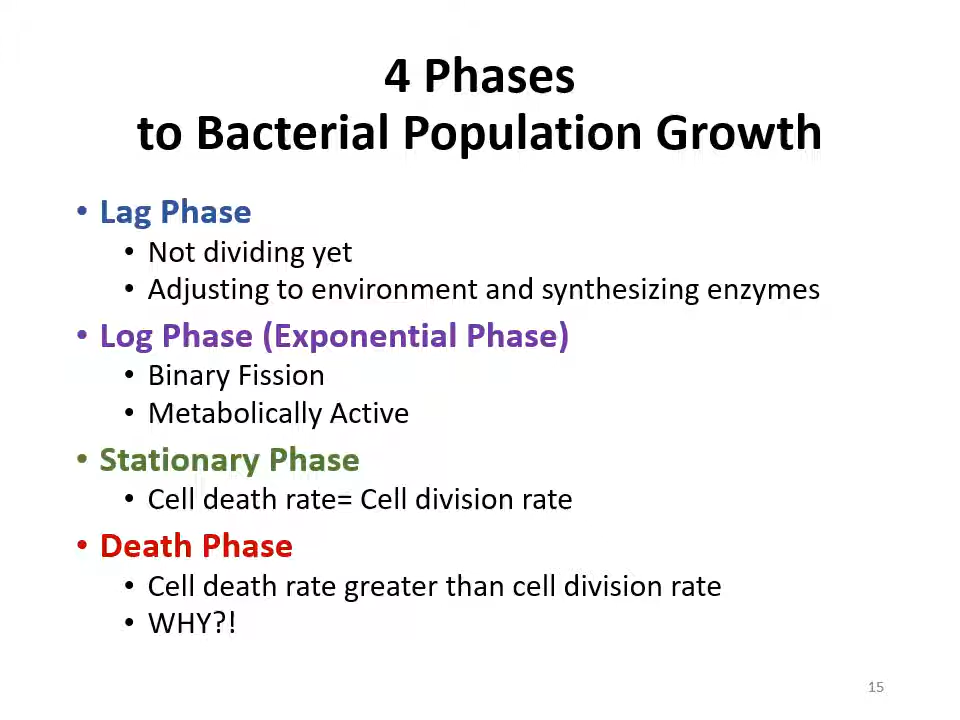 4 Phases
to Bacterial Population Growth
• Lag Phase
• Not dividing yet
• Adjusting to environment and synthesizing enzymes
• Log Phase (Exponential Phase)
• Binary Fission
• Metabolically Active
• Stationary Phase
• Cell death rate= Cell division rate
• Death Phase
• Cell death rate greater than cell division rate
• WHY?!
15